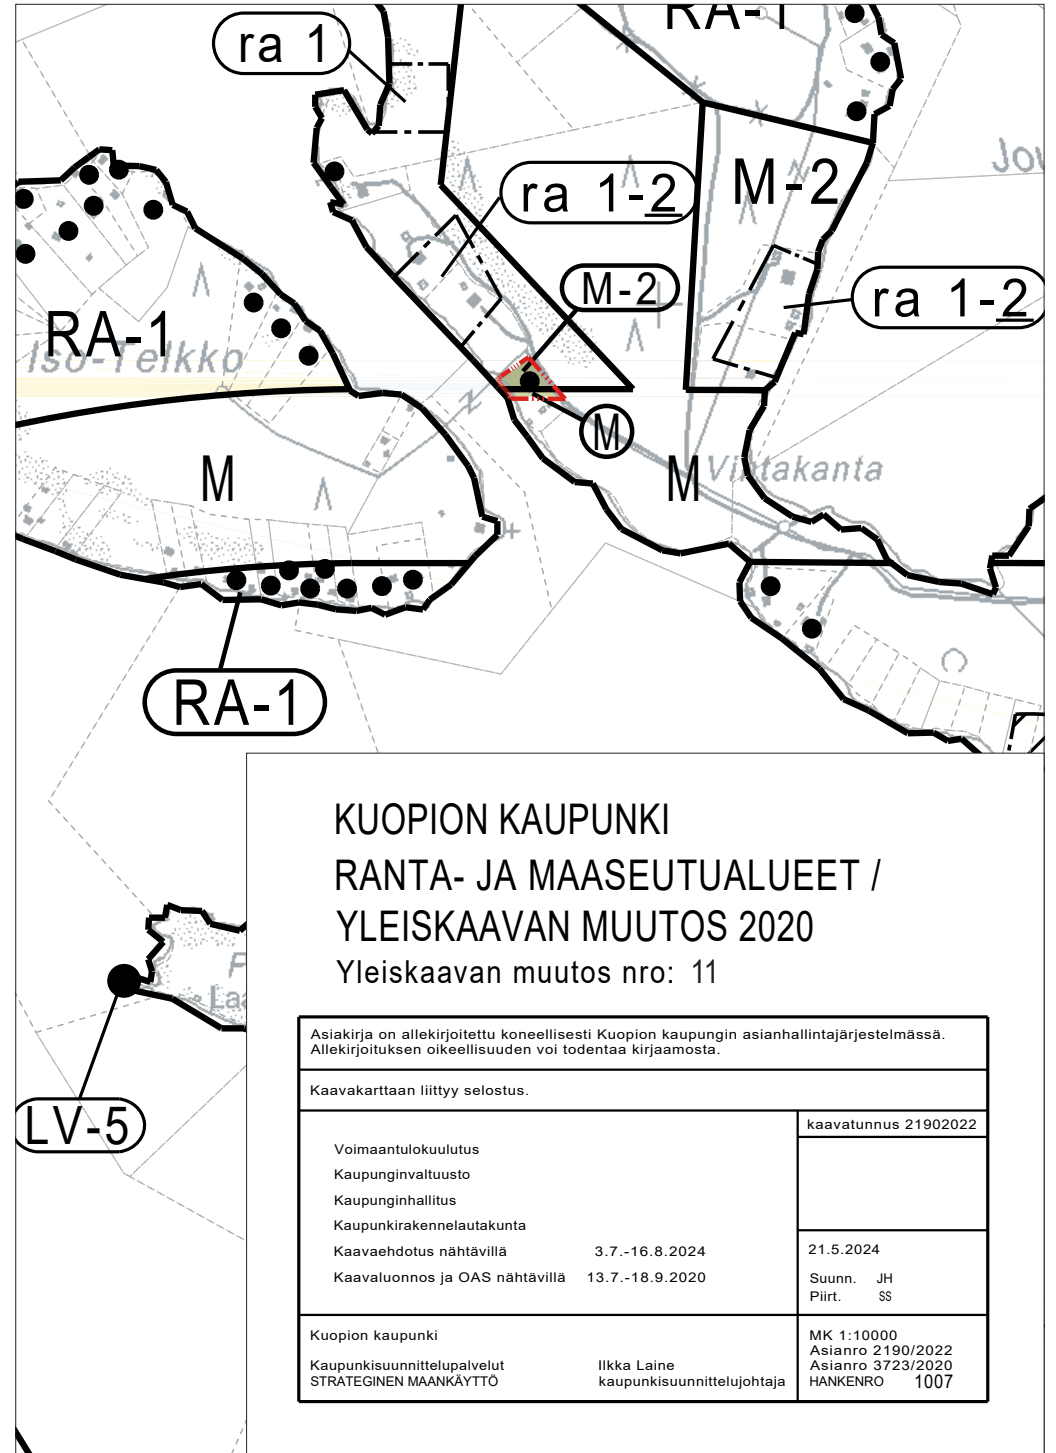 RA-1
ra 1
M-2
ra 1-2
M-2
ra 1-2
RA-1
Iso-Telkko
M
M
M
Virtakanta
RA-1
LV-5
KUOPION KAUPUNKI
RANTA- JA MAASEUTUALUEET /
YLEISKAAVAN MUUTOS 2020
Yleiskaavan muutos nro: 11
Asiakirja on allekirjoitettu koneellisesti Kuopion kaupungin asianhallintajärjestelmässä.
Allekirjoituksen oikeellisuuden voi todentaa kirjaamosta.
Kaavakarttaan liittyy selostus.
kaavatunnus 21902022
Voimaantulokuulutus
Kaupunginvaltuusto
Kaupunginhallitus
Kaupunkirakennelautakunta
Kaavaehdotus nähtävillä 3.7.-16.8.2024
Kaavaluonnos ja OAS nähtävillä 13.7.-18.9.2020
21.5.2024
Suunn. JH
Piirt. SS
Kuopion kaupunki
Kaupunkisuunnittelupalvelut Ilkka Laine
STRATEGINEN MAANKÄYTTÖ kaupunkisuunnittelujohtaja
MK 1:10000
Asianro 2190/2022
Asianro 3723/2020
HANKENRO 1007